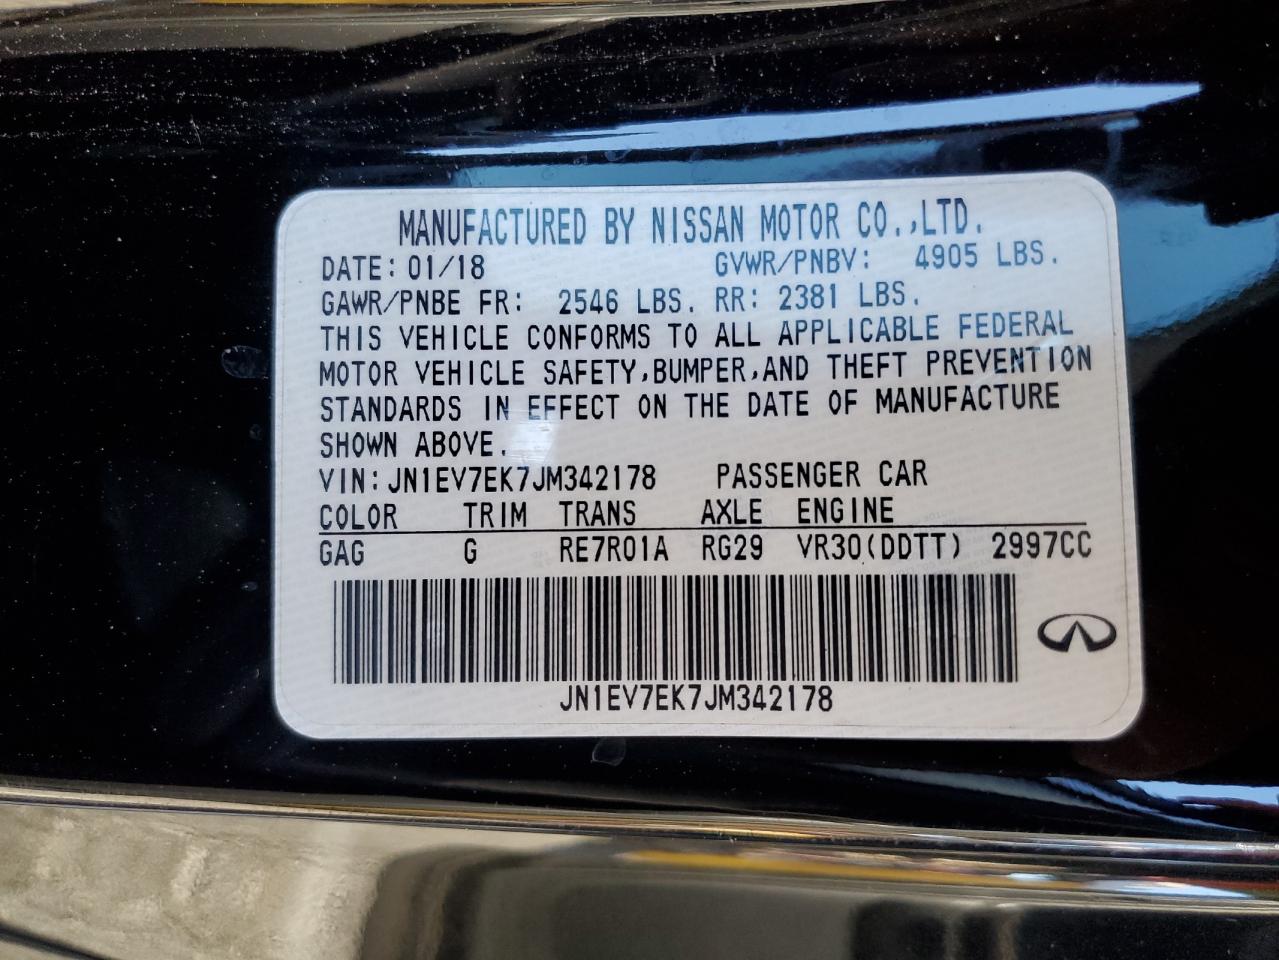 MANUFACTURED BY NISSAN MOTOR CO.,LTD.
DATE: 01/18 GVWR/PNBV: 4905 LBS.
GAWR/PNBE FR: 2546 LBS. RR: 2381 LBS.
THIS VEHICLE CONFORMS TO ALL APPLICABLE FEDERAL
MOTOR VEHICLE SAFETY,BUMPER,AND THEFT PREVENTION
STANDARDS IN EFFECT ON THE DATE OF MANUFACTURE
SHOWN ABOVE.
VIN:JN1EV7EK7JM342178 PASSENGER CAR
COLOR TRIM TRANS AXLE ENGINE
GAG G RE7R01A RG29 VR30(DDTT) 2997CC
JN1EV7EK7JM342178